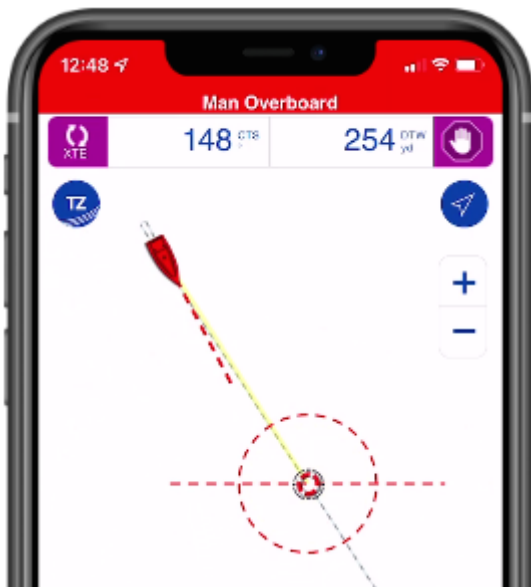 12:48
Man Overboard
XTE
148 CTS °
254 DTW yd
TZ
+
−